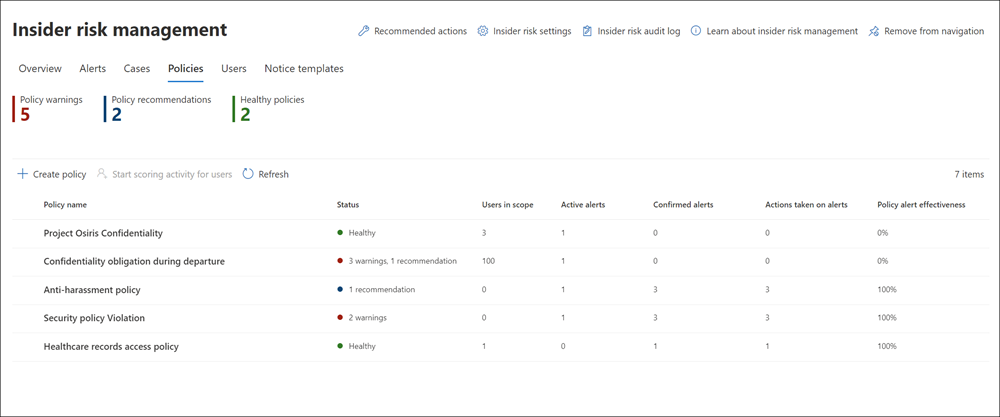 Insider risk management
Recommended actions Insider risk settings Insider risk audit log Learn about insider risk management Remove from navigation
Overview Alerts Cases Policies Users Notice templates
Policy warnings Policy recommendations Healthy policies
5 2 2
Create policy Start scoring activity for users Refresh 7 items
Policy name Status Users in scope Active alerts Confirmed alerts Actions taken on alerts Policy alert effectiveness
Project Osiris Confidentiality Healthy 3 1 0 0 0%
Confidentiality obligation during departure 3 warnings, 1 recommendation 100 1 0 0 0%
Anti-harassment policy 1 recommendation 0 1 3 3 100%
Security policy Violation 2 warnings 0 1 3 3 100%
Healthcare records access policy Healthy 1 0 1 1 100%